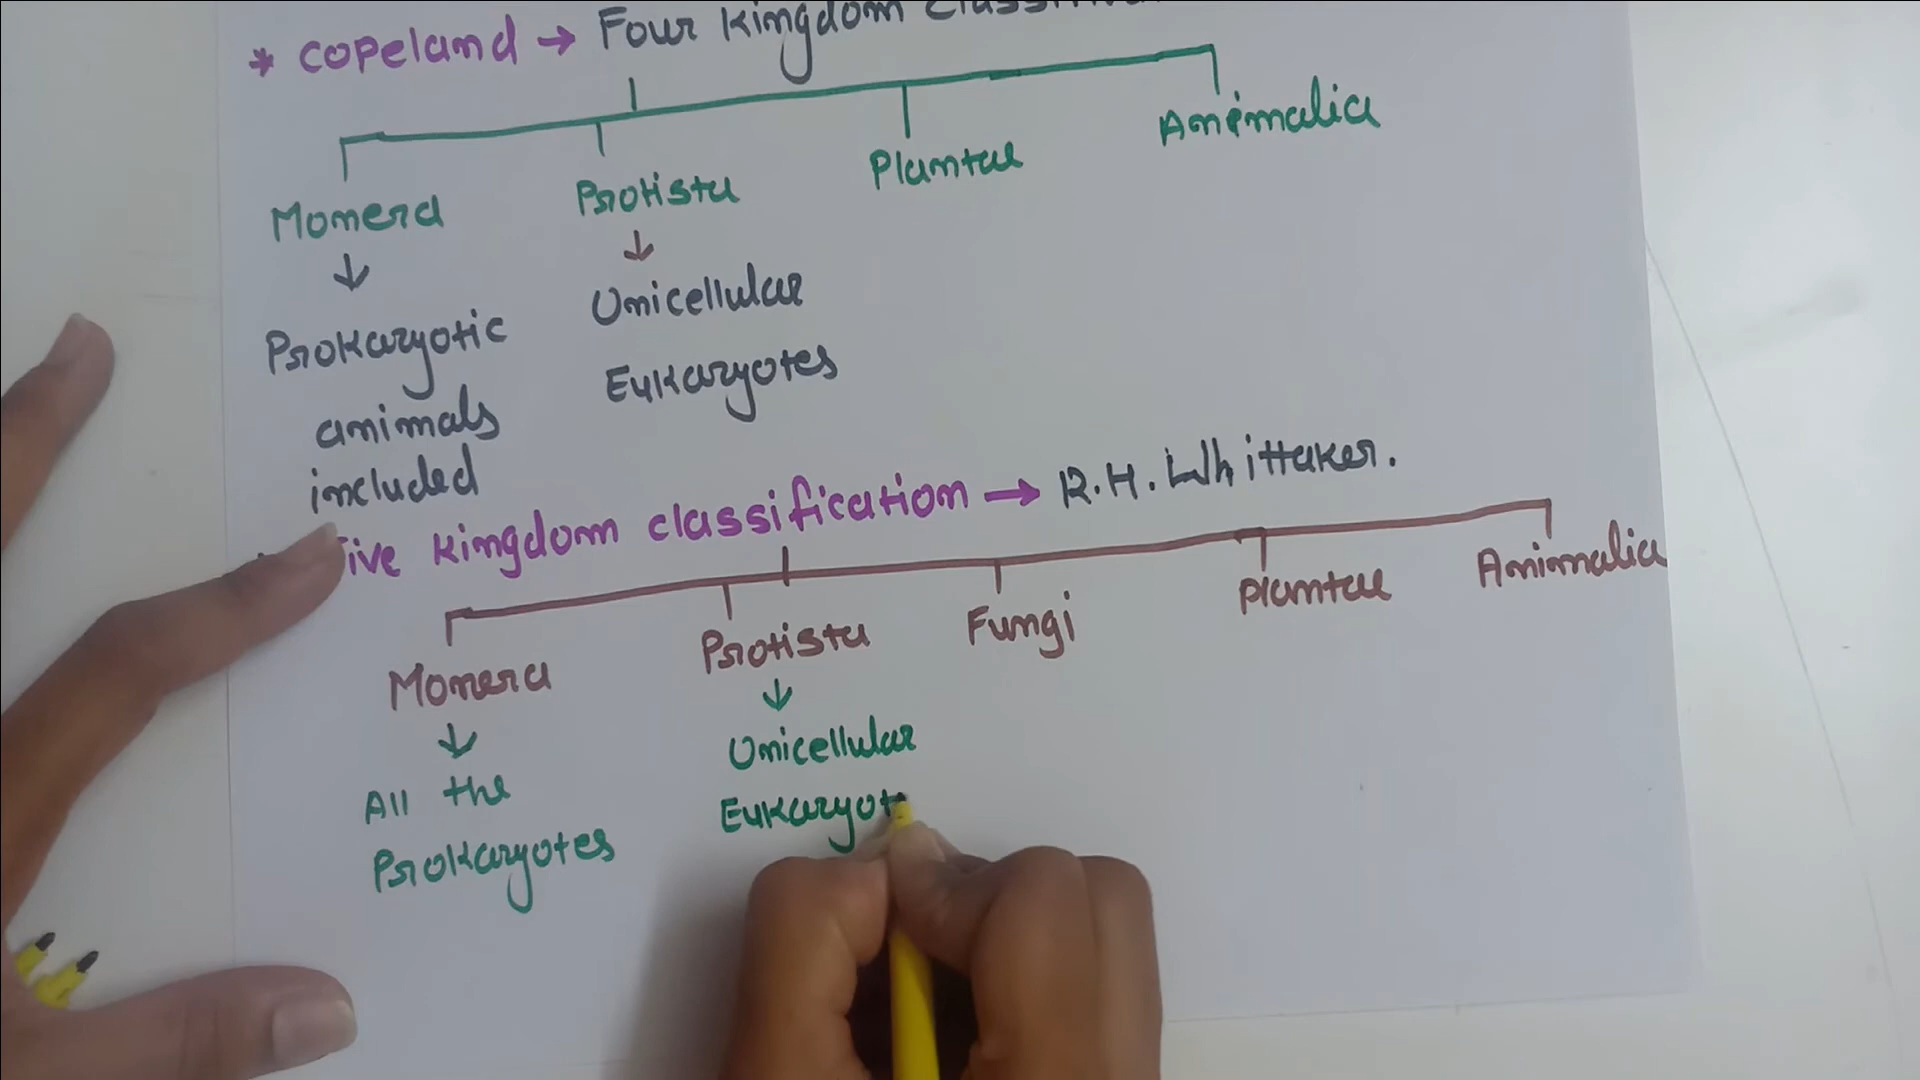 * Copeland → Four Kingdom
Monera Protista Plantae Animalia
↓ ↓
Prokaryotic Unicellular
animals Eukaryotes
included
Five Kingdom classification → R.H. Whittaker.
Monera Protista Fungi Plantae Animalia
↓ ↓
All the Unicellular
Prokaryotes Eukaryot